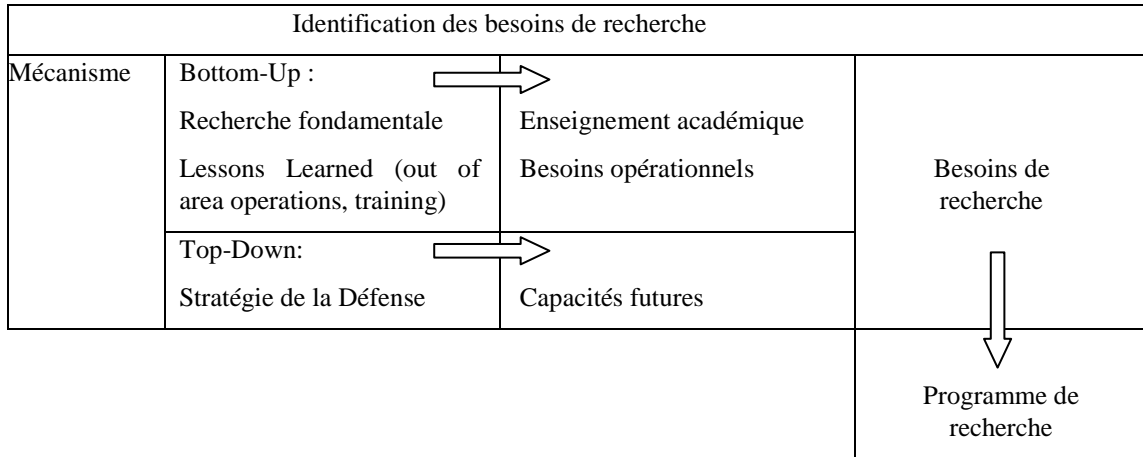 Identification des besoins de recherche
Mécanisme
Bottom-Up :
Recherche fondamentale
Lessons Learned (out of
area operations, training)
Enseignement académique
Besoins opérationnels
Top-Down:
Stratégie de la Défense
Capacités futures
Besoins de
recherche
Programme de
recherche